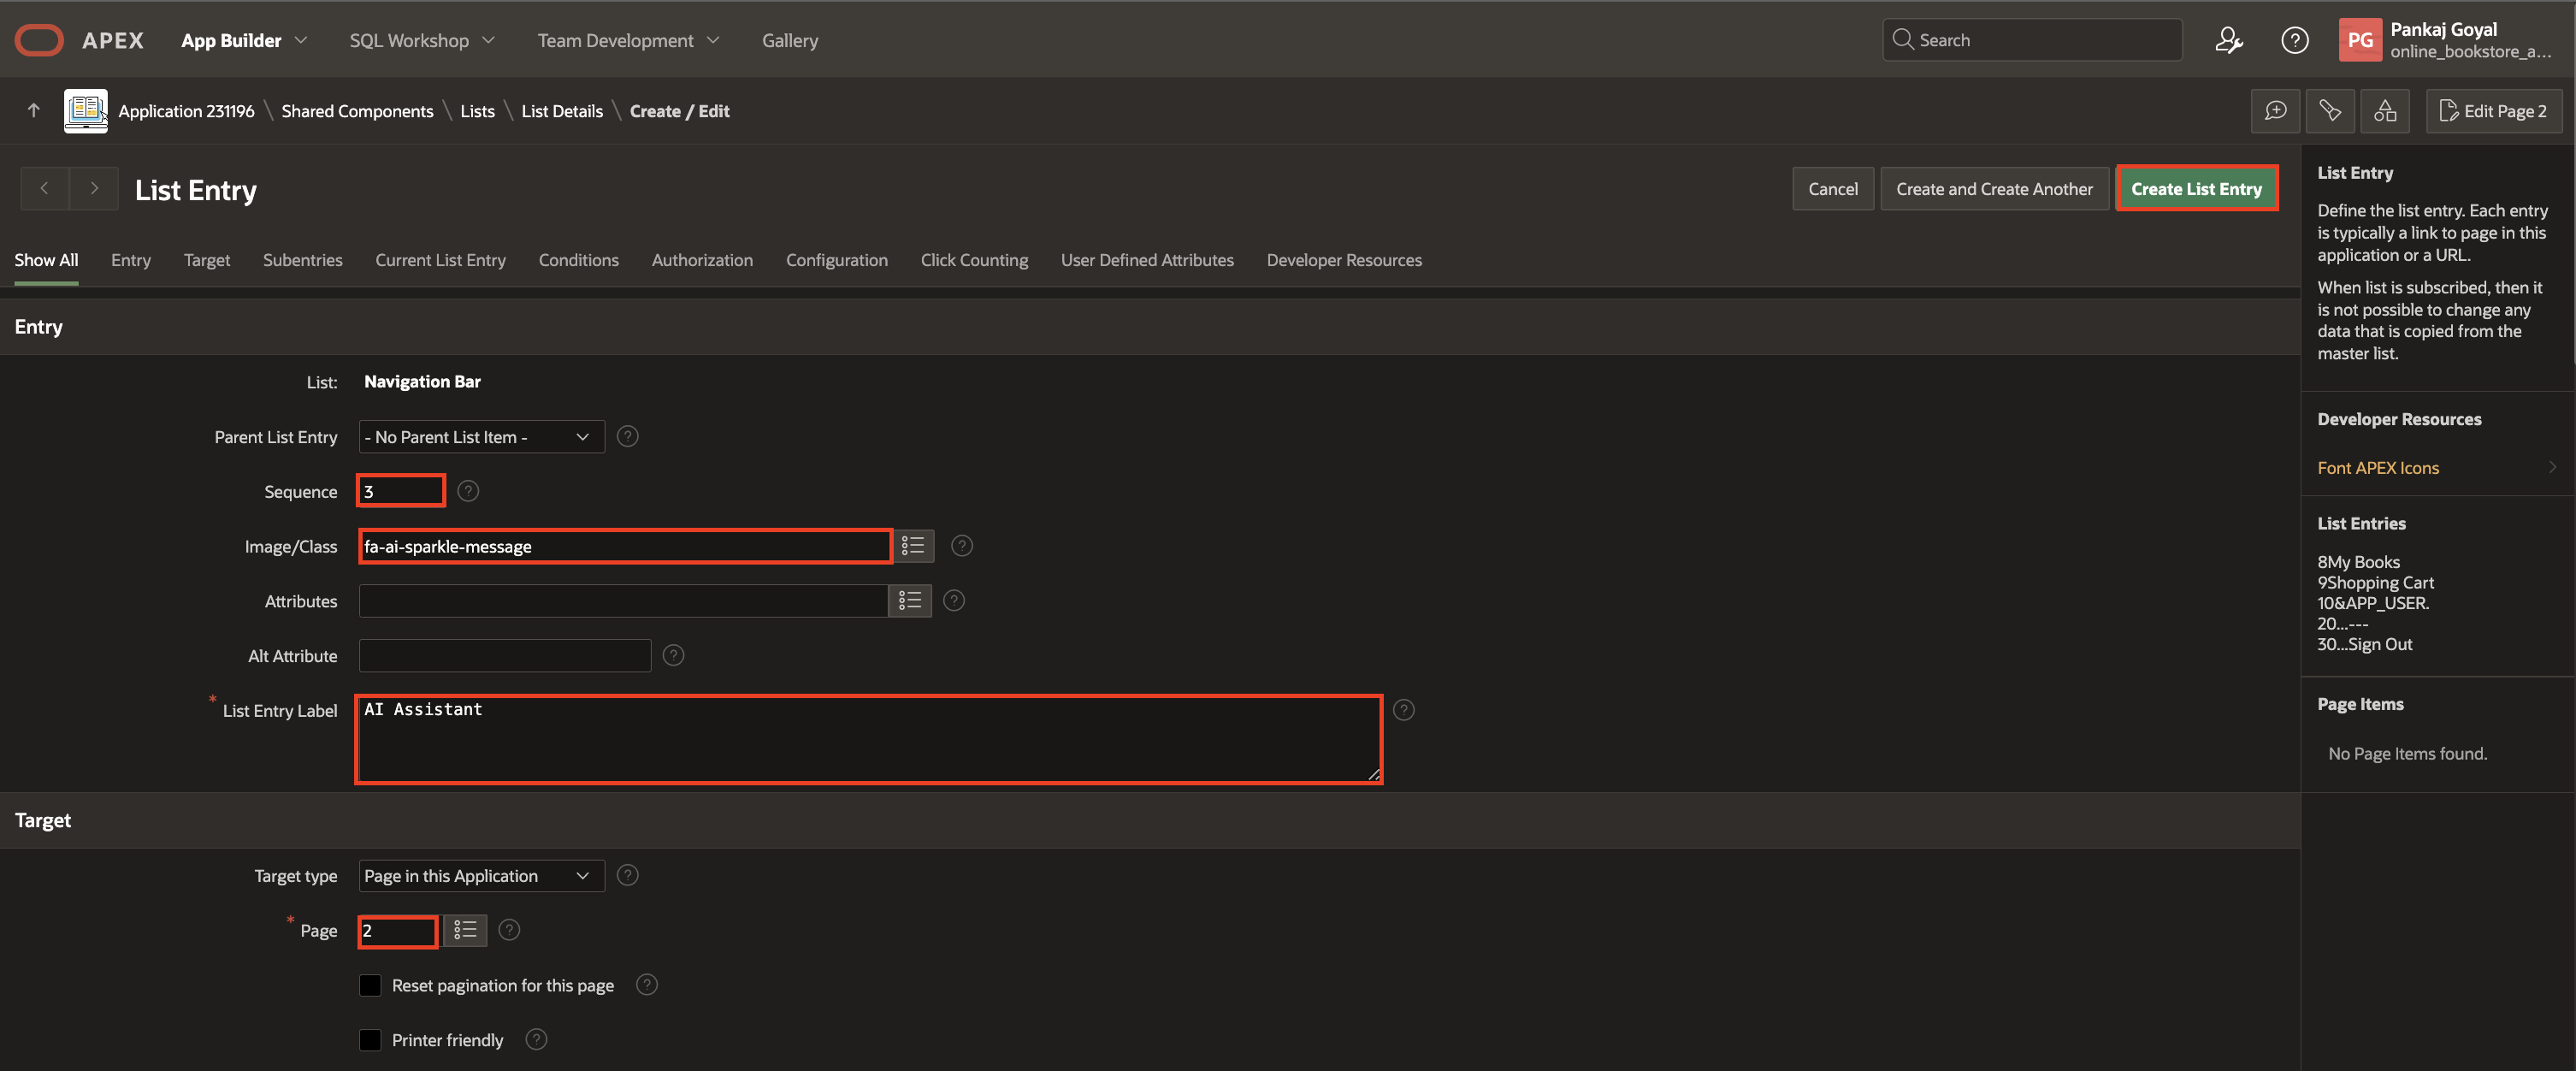 APEX App Builder SQL Workshop Team Development Gallery Search PG Pankaj Goyal
online_bookstore_a...
Application 231196 \ Shared Components \ Lists \ List Details \ Create / Edit Edit Page 2
List Entry Cancel Create and Create Another Create List Entry
Show All Entry Target Subentries Current List Entry Conditions Authorization Configuration Click Counting User Defined Attributes Developer Resources
Entry
List: Navigation Bar
Parent List Entry - No Parent List Item -
Sequence 3
Image/Class fa-ai-sparkle-message
Attributes
Alt Attribute
* List Entry Label AI Assistant
Target
Target type Page in this Application
* Page 2
Reset pagination for this page
Printer friendly
List Entry
Define the list entry. Each entry
is typically a link to page in this
application or a URL.
When list is subscribed, then it
is not possible to change any
data that is copied from the
master list.
Developer Resources
Font APEX Icons
List Entries
8My Books
9Shopping Cart
10&APP_USER.
20...---
30...Sign Out
Page Items
No Page Items found.